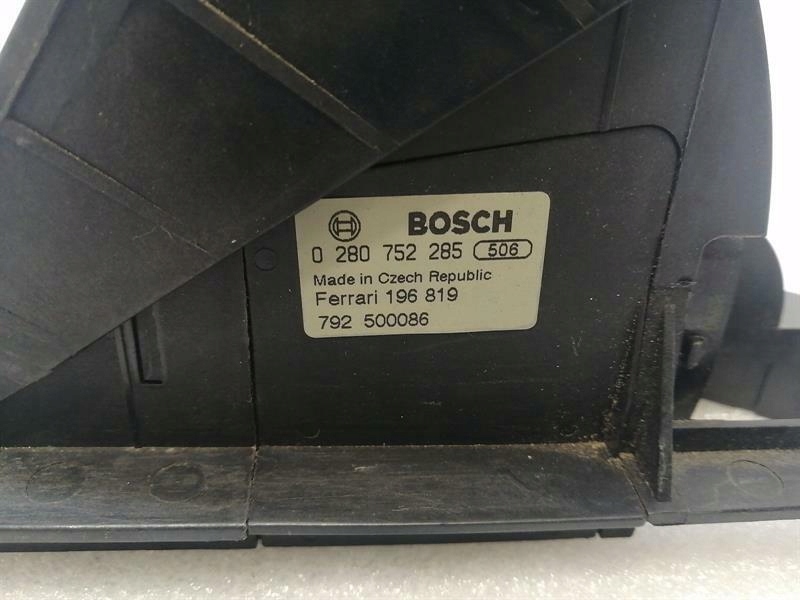 BOSCH
0 280 752 285 506
Made in Czech Republic
Ferrari 196 819
792 500086